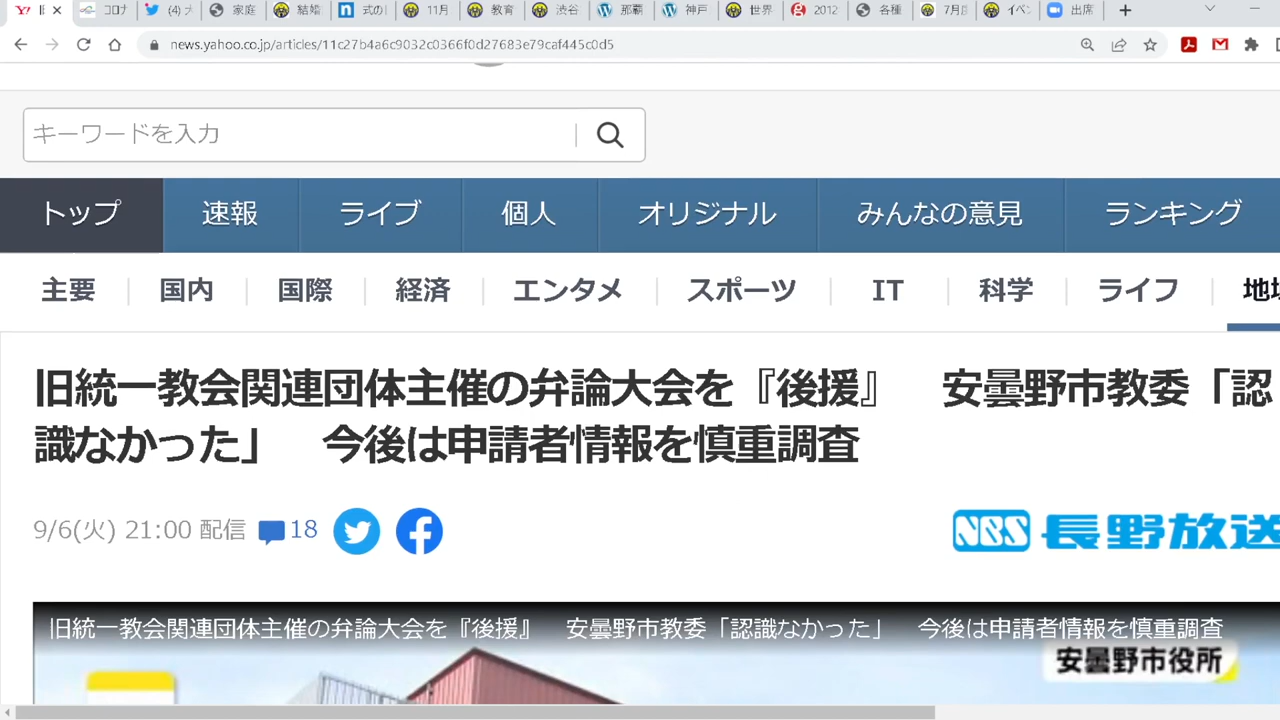 コロナ
(4)
家庭
結婚
式の
11月
教育
渋谷
那覇
神戸
世界
2012
各種
7月
イベン
出席
news.yahoo.co.jp/articles/11c27b4a6c9032c0366f0d27683e79caf445c0d5
キーワードを入力
トップ 速報 ライブ 個人 オリジナル みんなの意見 ランキング
主要 国内 国際 経済 エンタメ スポーツ IT 科学 ライフ 地域
旧統一教会関連団体主催の弁論大会を『後援』 安曇野市教委「認
識なかった」 今後は申請者情報を慎重調査
9/6(火) 21:00 配信 18
NBS 長野放送
旧統一教会関連団体主催の弁論大会を『後援』 安曇野市教委「認識なかった」 今後は申請者情報を慎重調査
安曇野市役所